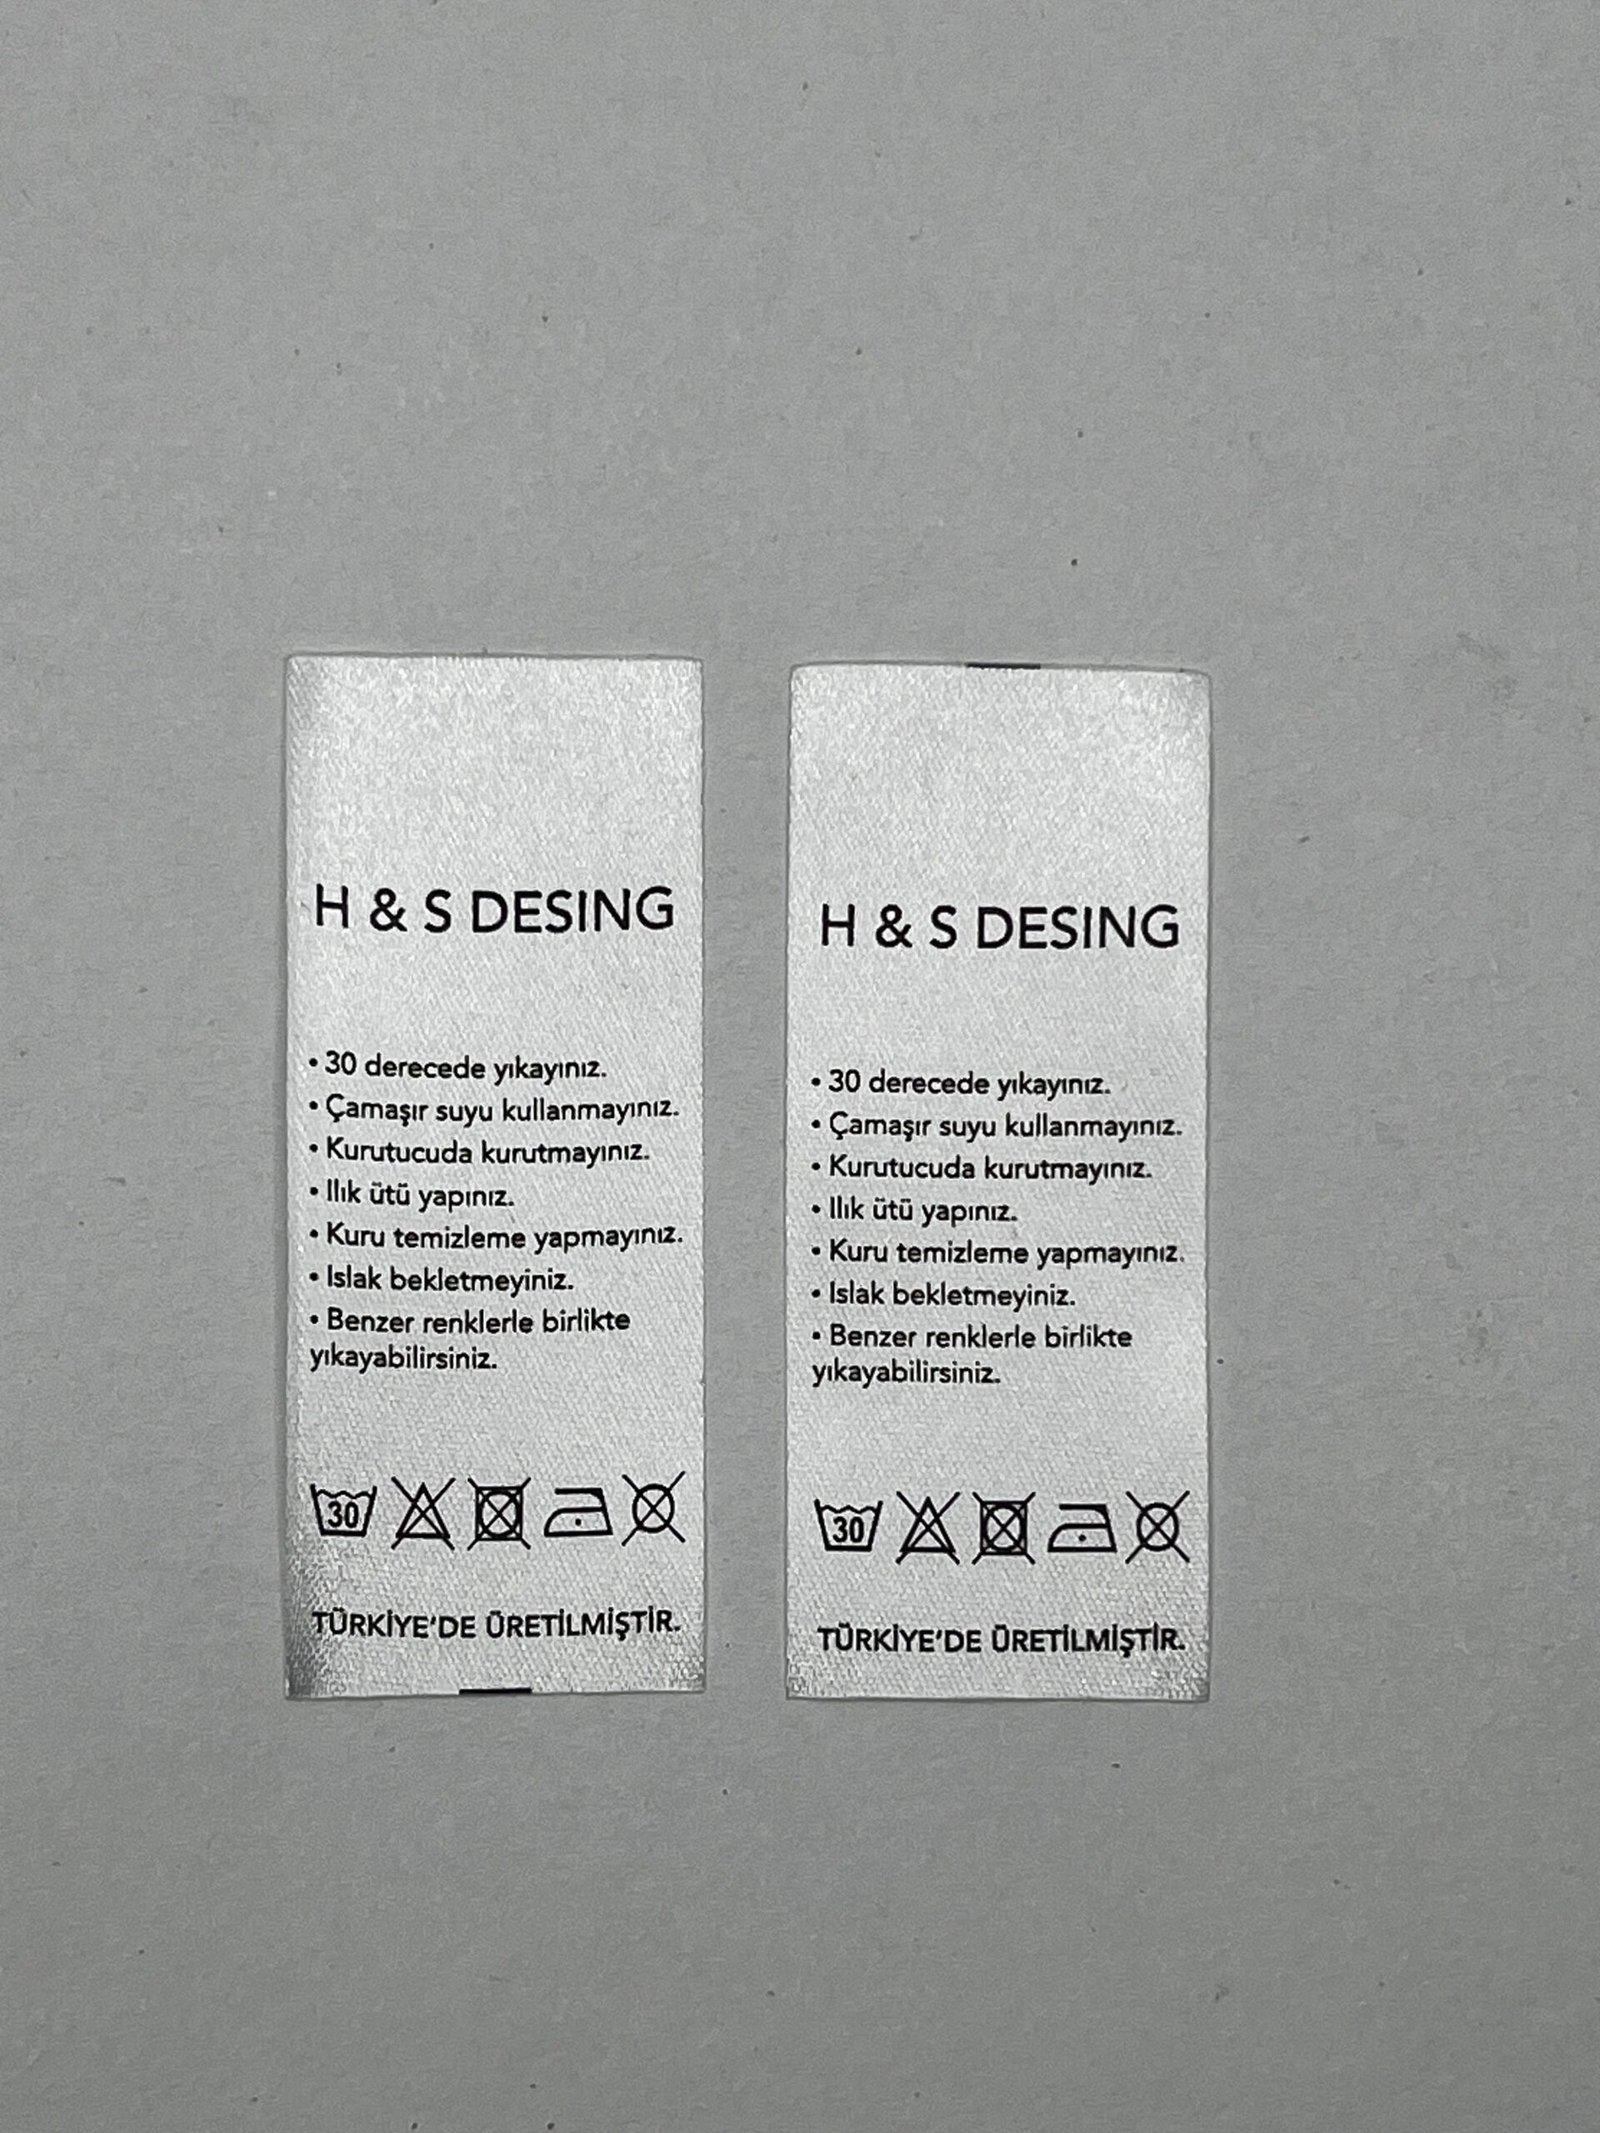 H & S DESING
• 30 derecede yıkayınız.
• Çamaşır suyu kullanmayınız.
• Kurutucuda kurutmayınız.
• Ilık ütü yapınız.
• Kuru temizleme yapmayınız.
• Islak bekletmeyiniz.
• Benzer renklerle birlikte
yıkayabilirsiniz.
30
TÜRKİYE'DE ÜRETİLMİŞTİR.
H & S DESING
• 30 derecede yıkayınız.
• Çamaşır suyu kullanmayınız.
• Kurutucuda kurutmayınız.
• Ilık ütü yapınız.
• Kuru temizleme yapmayınız.
• Islak bekletmeyiniz.
• Benzer renklerle birlikte
yıkayabilirsiniz.
30
TÜRKİYE'DE ÜRETİLMİŞTİR.